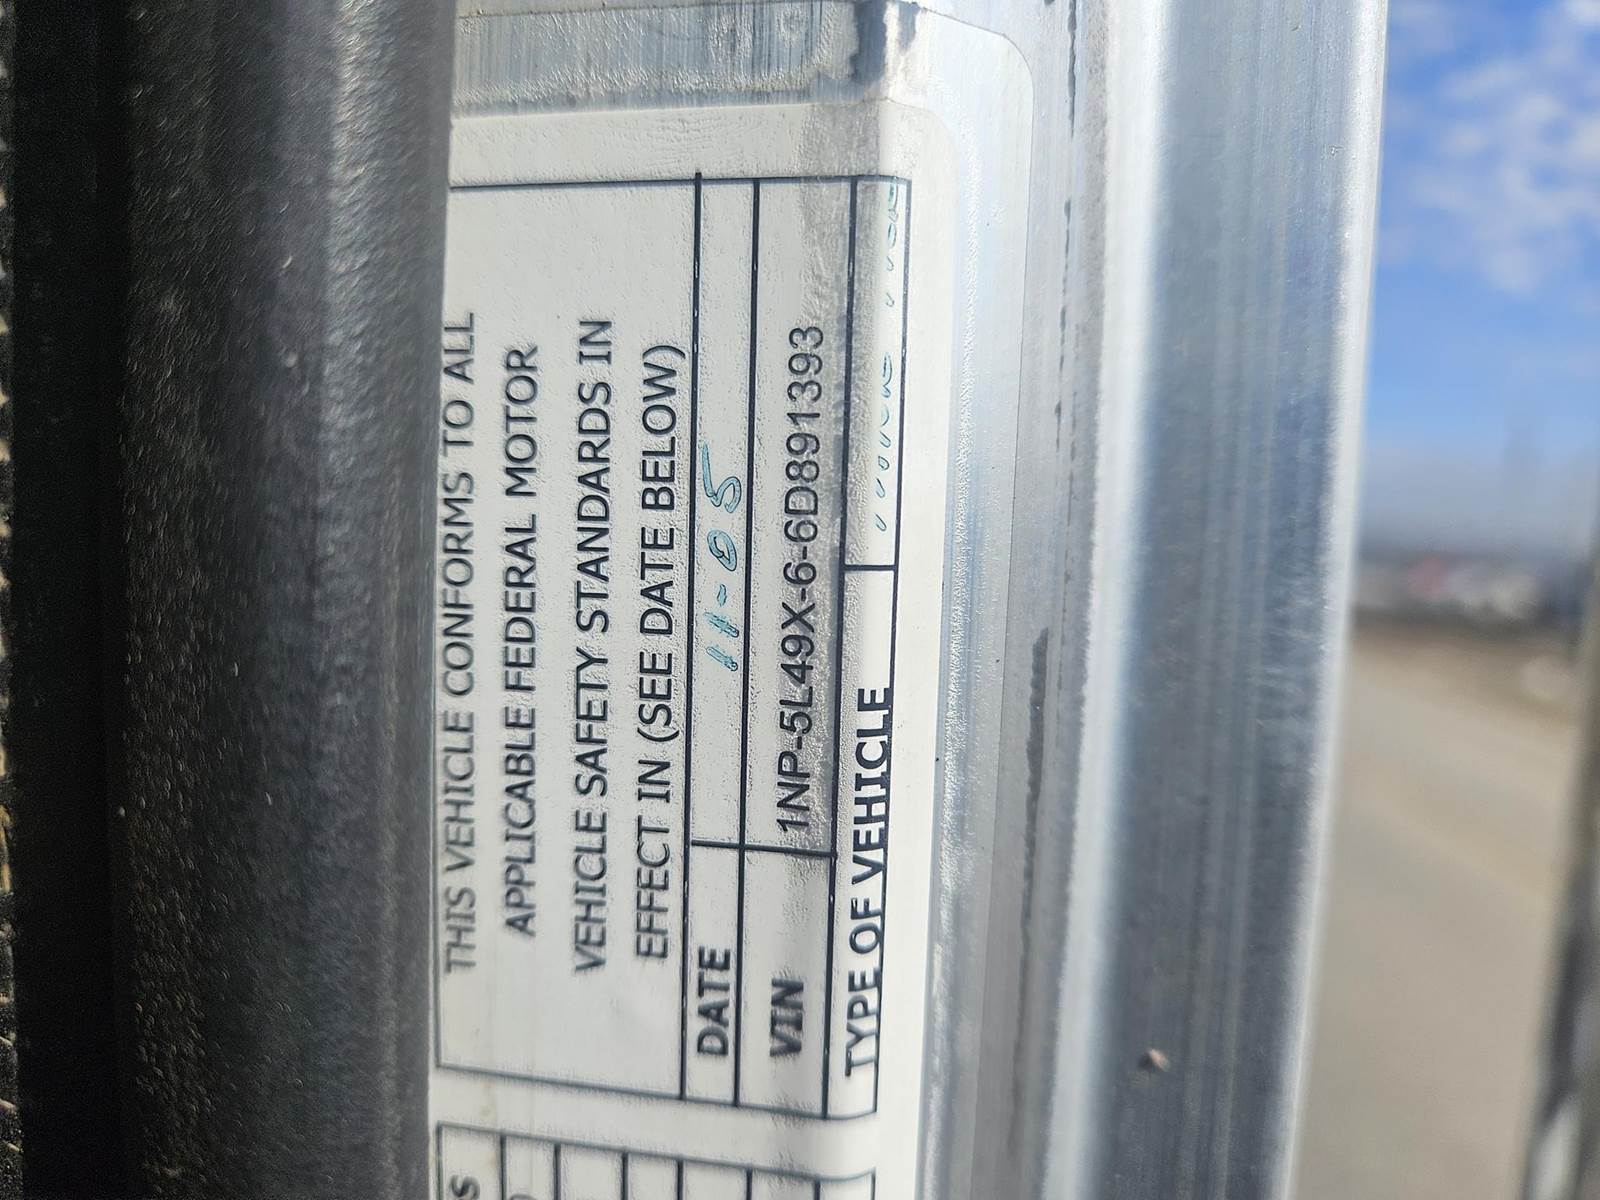 THIS VEHICLE CONFORMS TO ALL
APPLICABLE FEDERAL MOTOR
VEHICLE SAFETY STANDARDS IN
EFFECT IN (SEE DATE BELOW)
DATE 11-05
VIN 1NP-5L49X-6-6D891393
TYPE OF VEHICLE